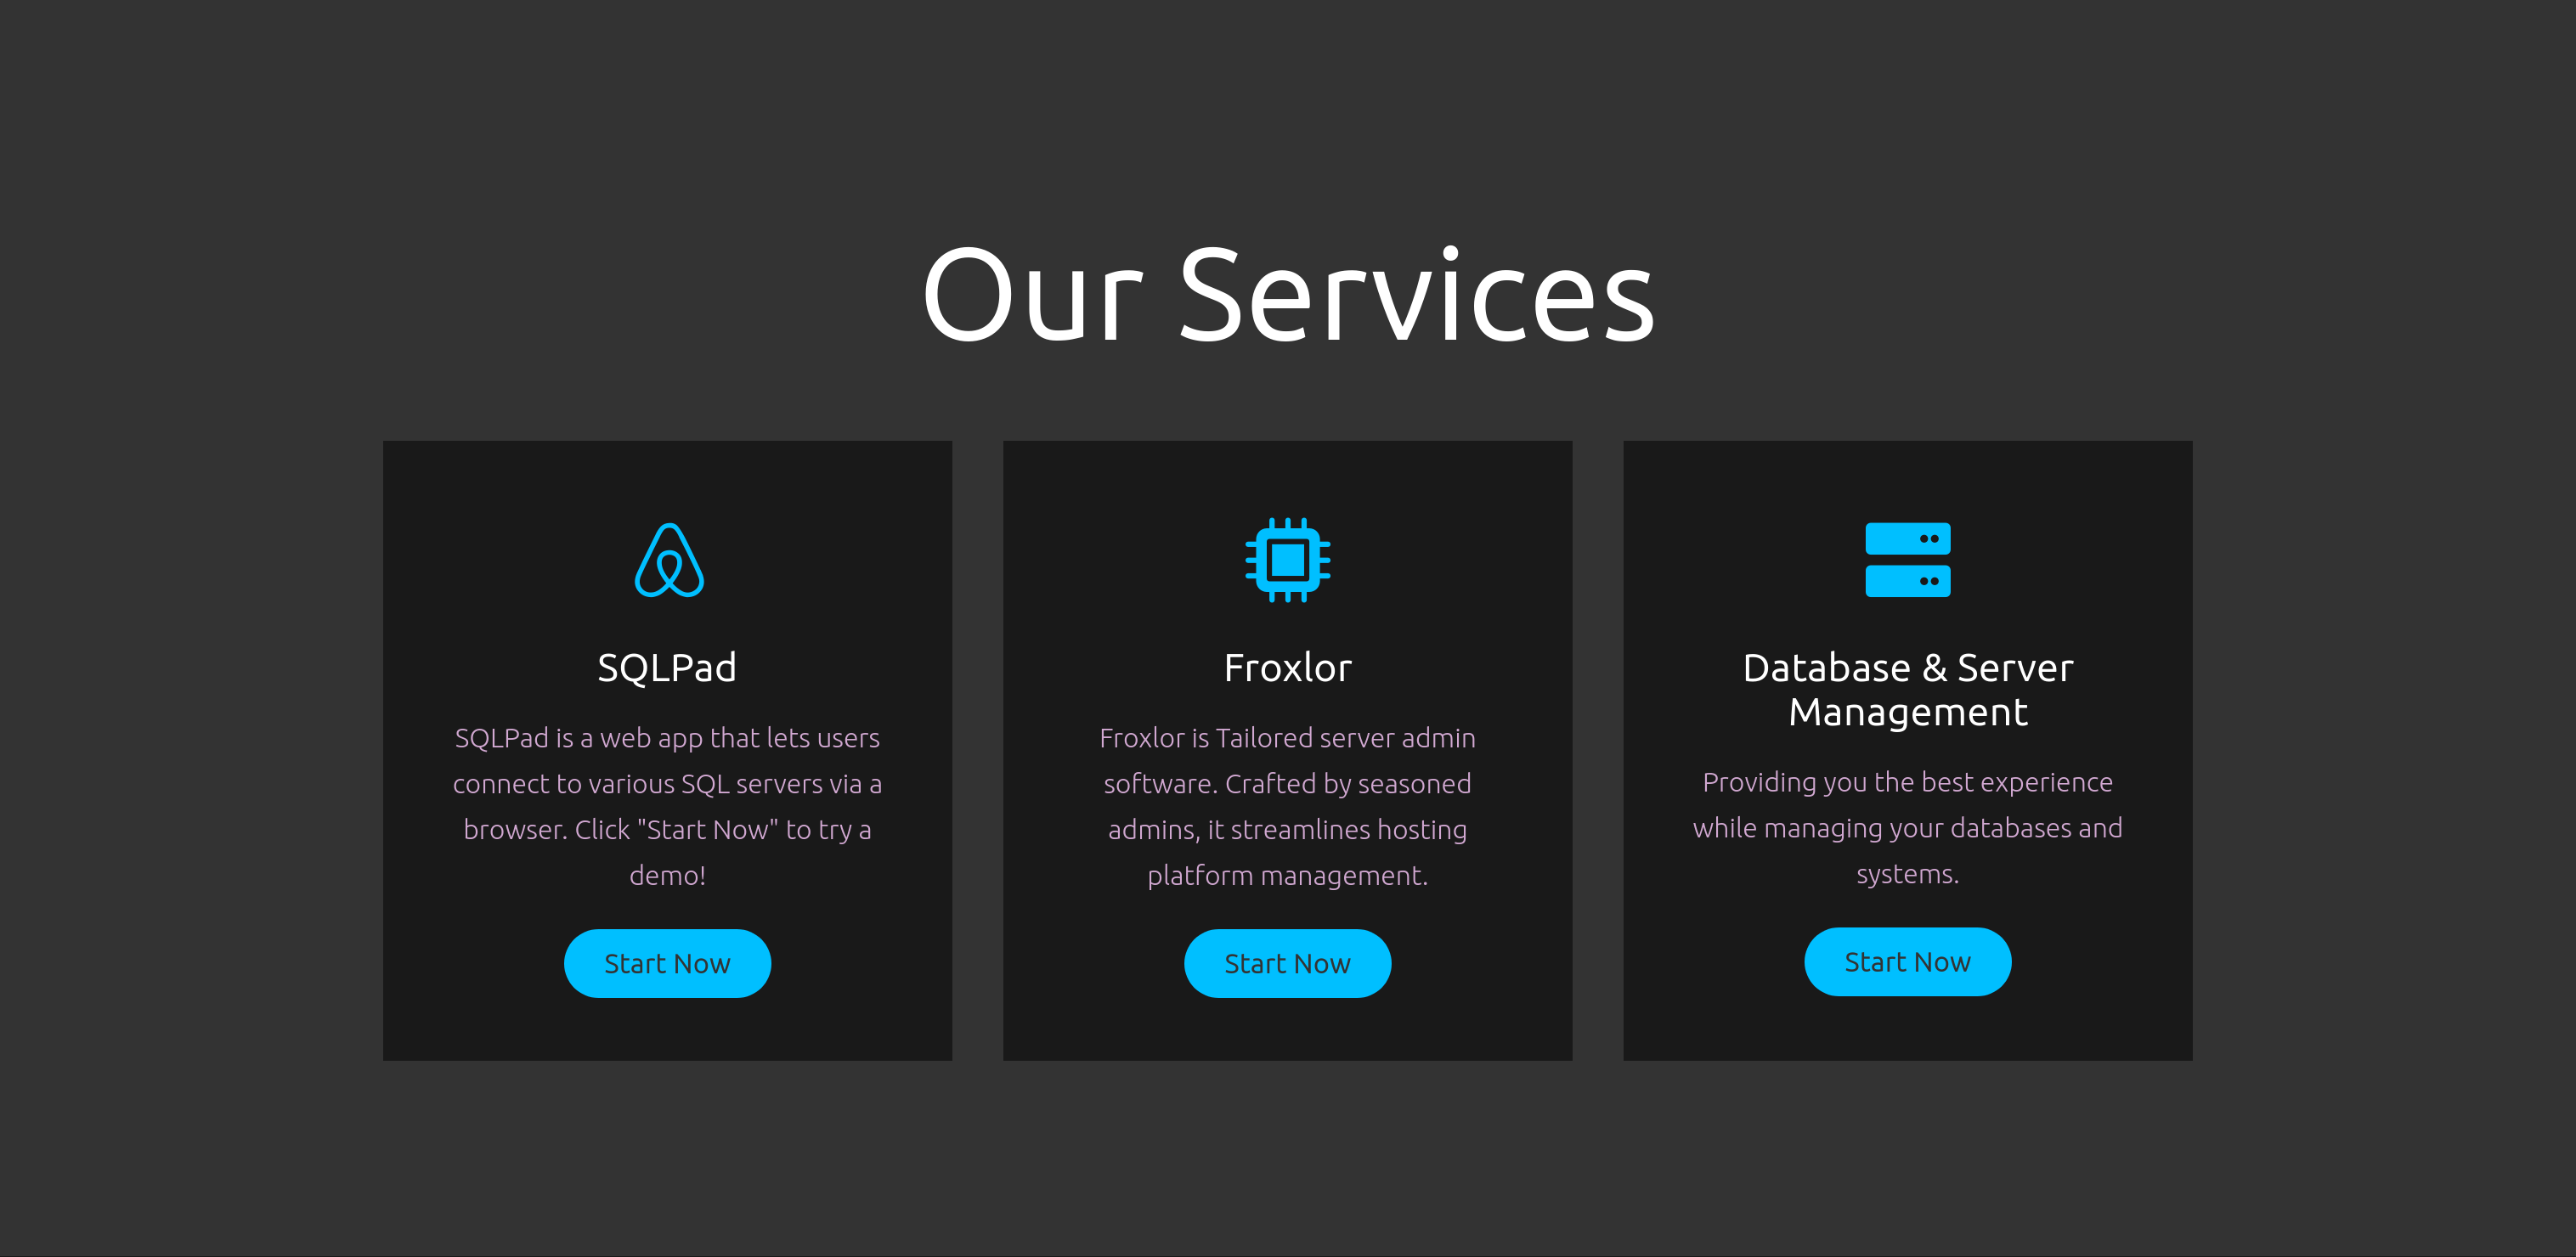 Our Services
SQLPad
SQLPad is a web app that lets users
connect to various SQL servers via a
browser. Click "Start Now" to try a
demo!
Start Now
Froxlor
Froxlor is Tailored server admin
software. Crafted by seasoned
admins, it streamlines hosting
platform management.
Start Now
Database & Server
Management
Providing you the best experience
while managing your databases and
systems.
Start Now